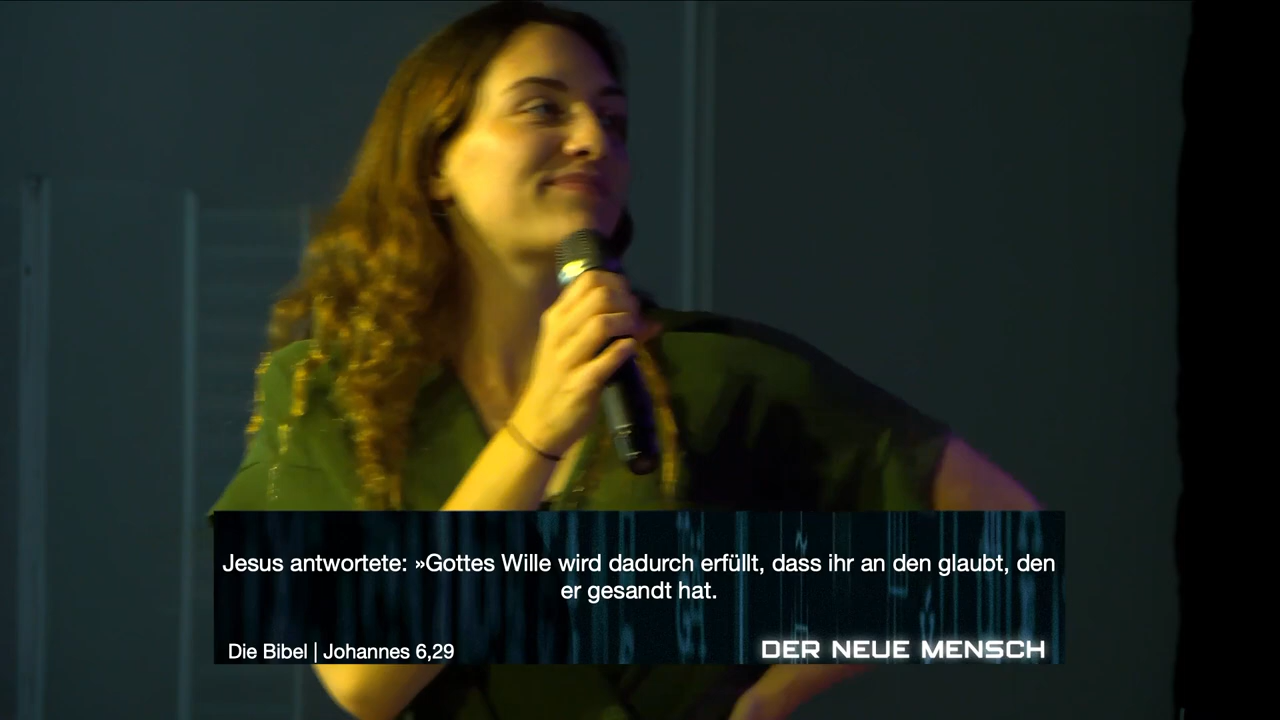 Jesus antwortete: »Gottes Wille wird dadurch erfüllt, dass ihr an den glaubt, den
er gesandt hat.
Die Bibel | Johannes 6,29
DER NEUE MENSCH